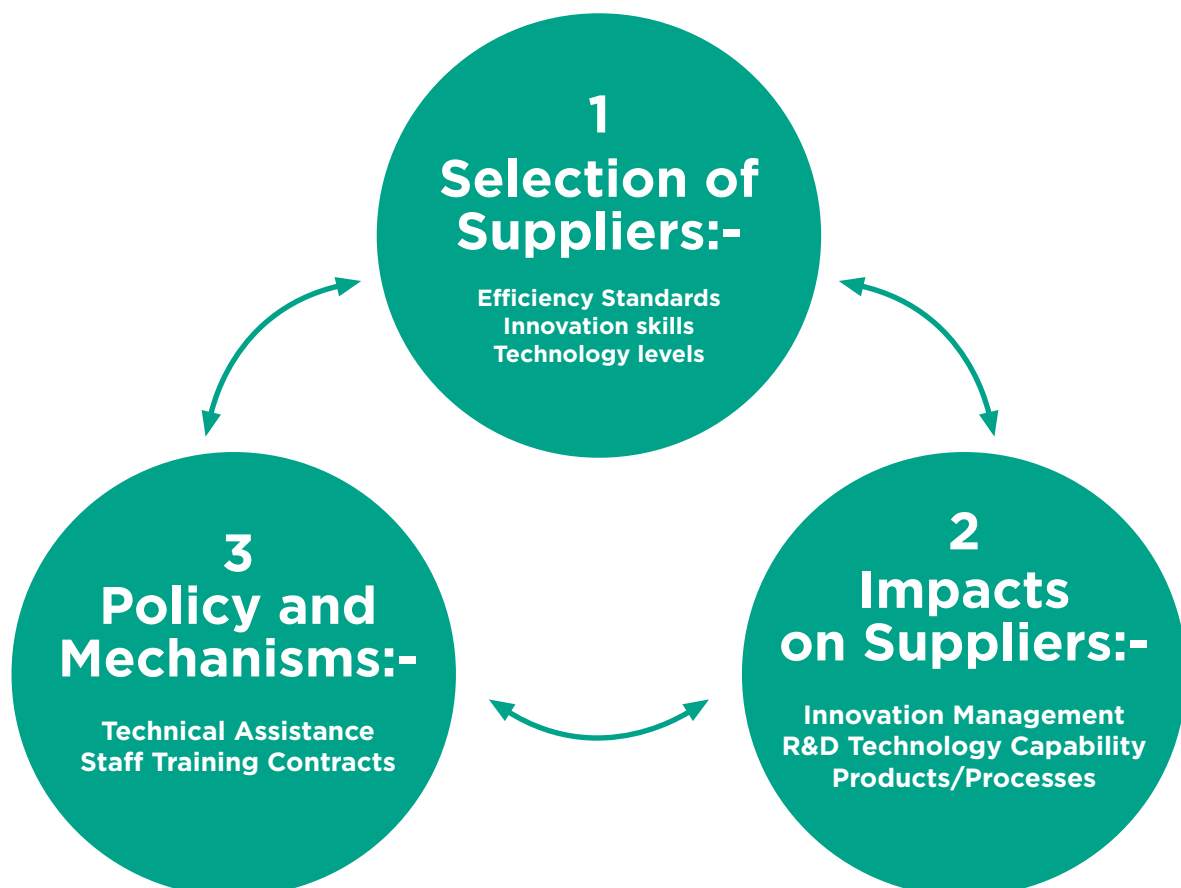 1
Selection of
Suppliers:-
Efficiency Standards
Innovation skills
Technology levels
3
Policy and
Mechanisms:-
Technical Assistance
Staff Training Contracts
2
Impacts
on Suppliers:-
Innovation Management
R&D Technology Capability
Products/Processes